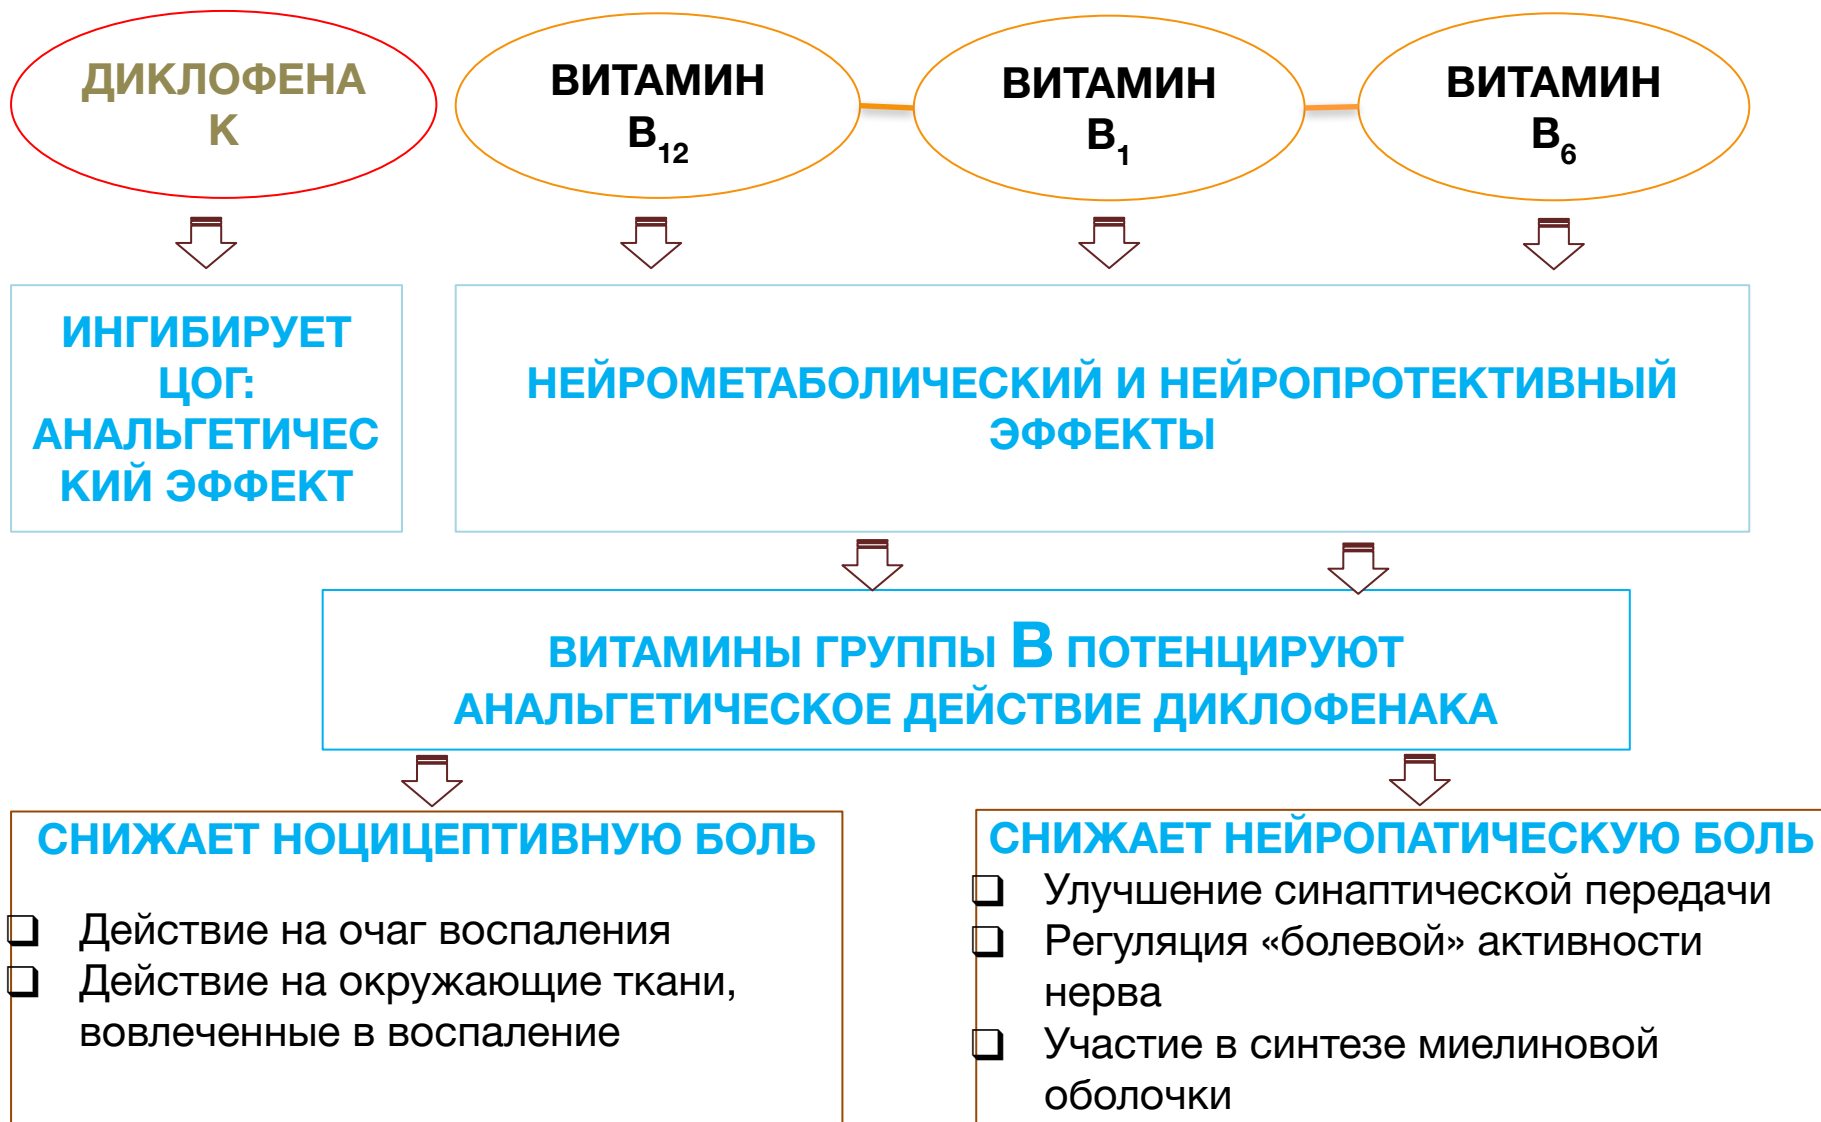 ДИКЛОФЕНА
К
ВИТАМИН
B12
ВИТАМИН
B1
ВИТАМИН
B6
ИНГИБИРУЕТ
ЦОГ:
АНАЛЬГЕТИЧЕС
КИЙ ЭФФЕКТ
НЕЙРОМЕТАБОЛИЧЕСКИЙ И НЕЙРОПРОТЕКТИВНЫЙ
ЭФФЕКТЫ
ВИТАМИНЫ ГРУППЫ B ПОТЕНЦИРУЮТ
АНАЛЬГЕТИЧЕСКОЕ ДЕЙСТВИЕ ДИКЛОФЕНАКА
СНИЖАЕТ НОЦИЦЕПТИВНУЮ БОЛЬ
Действие на очаг воспаления
Действие на окружающие ткани,
вовлеченные в воспаление
СНИЖАЕТ НЕЙРОПАТИЧЕСКУЮ БОЛЬ
Улучшение синаптической передачи
Регуляция «болевой» активности
нерва
Участие в синтезе миелиновой
оболочки